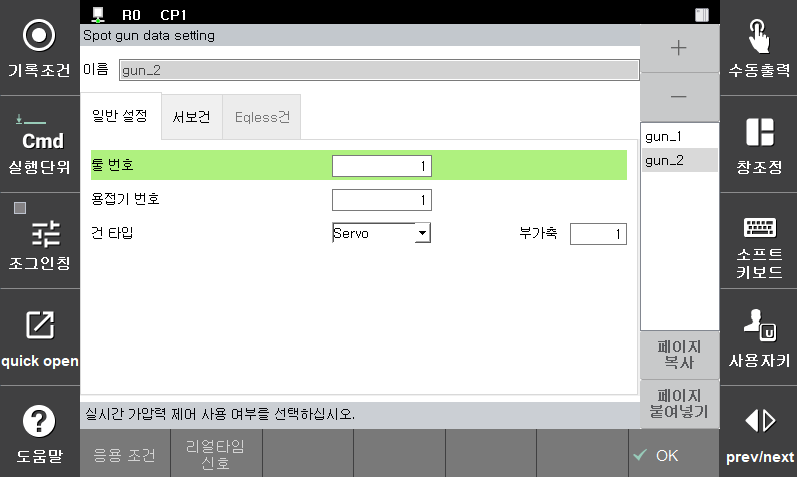 R0 CP1
Spot gun data setting
이름 gun_2
일반 설정 서보건 Eqless건
툴 번호 1
용접기 번호 1
건 타입 Servo 부가축 1
+
−
gun_1
gun_2
페이지
복사
페이지
붙여넣기
실시간 가압력 제어 사용 여부를 선택하십시오.
응용 조건
리얼타임
신호
OK
기록조건
Cmd
실행단위
조그인칭
quick open
?
도움말
수동출력
창조정
소프트
키보드
U
사용자키
prev/next